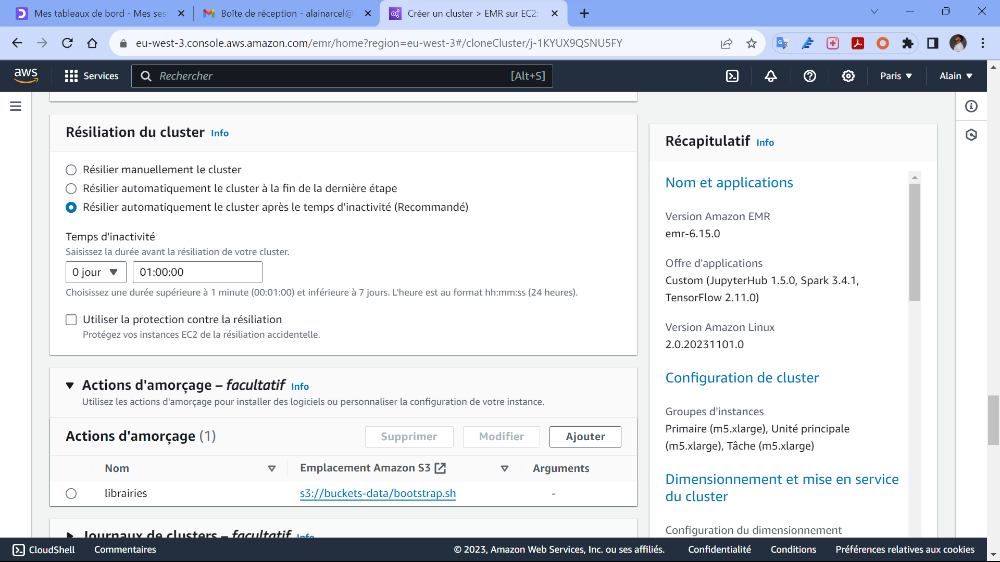 Mes tableaux de bord - Mes ses
Boîte de réception - alainarcel@
Créer un cluster > EMR sur EC2:
eu-west-3.console.aws.amazon.com/emr/home?region=eu-west-3#/cloneCluster/j-1KYUX9QSNU5FY
aws
Services
Rechercher
[Alt+S]
Paris
Alain
Résiliation du cluster Info
Résilier manuellement le cluster
Résilier automatiquement le cluster à la fin de la dernière étape
Résilier automatiquement le cluster après le temps d'inactivité (Recommandé)
Temps d'inactivité
Saisissez la durée avant la résiliation de votre cluster.
0 jour
01:00:00
Choisissez une durée supérieure à 1 minute (00:01:00) et inférieure à 7 jours. L'heure est au format hh:mm:ss (24 heures).
Utiliser la protection contre la résiliation
Protégez vos instances EC2 de la résiliation accidentelle.
Actions d'amorçage – facultatif Info
Utilisez les actions d'amorçage pour installer des logiciels ou personnaliser la configuration de votre instance.
Actions d'amorçage (1)
Supprimer
Modifier
Ajouter
Nom
Emplacement Amazon S3
Arguments
librairies
s3://buckets-data/bootstrap.sh
-
Journaux de clusters – facultatif Info
Récapitulatif Info
Nom et applications
Version Amazon EMR
emr-6.15.0
Offre d'applications
Custom (JupyterHub 1.5.0, Spark 3.4.1,
TensorFlow 2.11.0)
Version Amazon Linux
2.0.20231101.0
Configuration de cluster
Groupes d'instances
Primaire (m5.xlarge), Unité principale
(m5.xlarge), Tâche (m5.xlarge)
Dimensionnement et mise en service
du cluster
Configuration du dimensionnement
CloudShell
Commentaires
© 2023, Amazon Web Services, Inc. ou ses affiliés.
Confidentialité
Conditions
Préférences relatives aux cookies